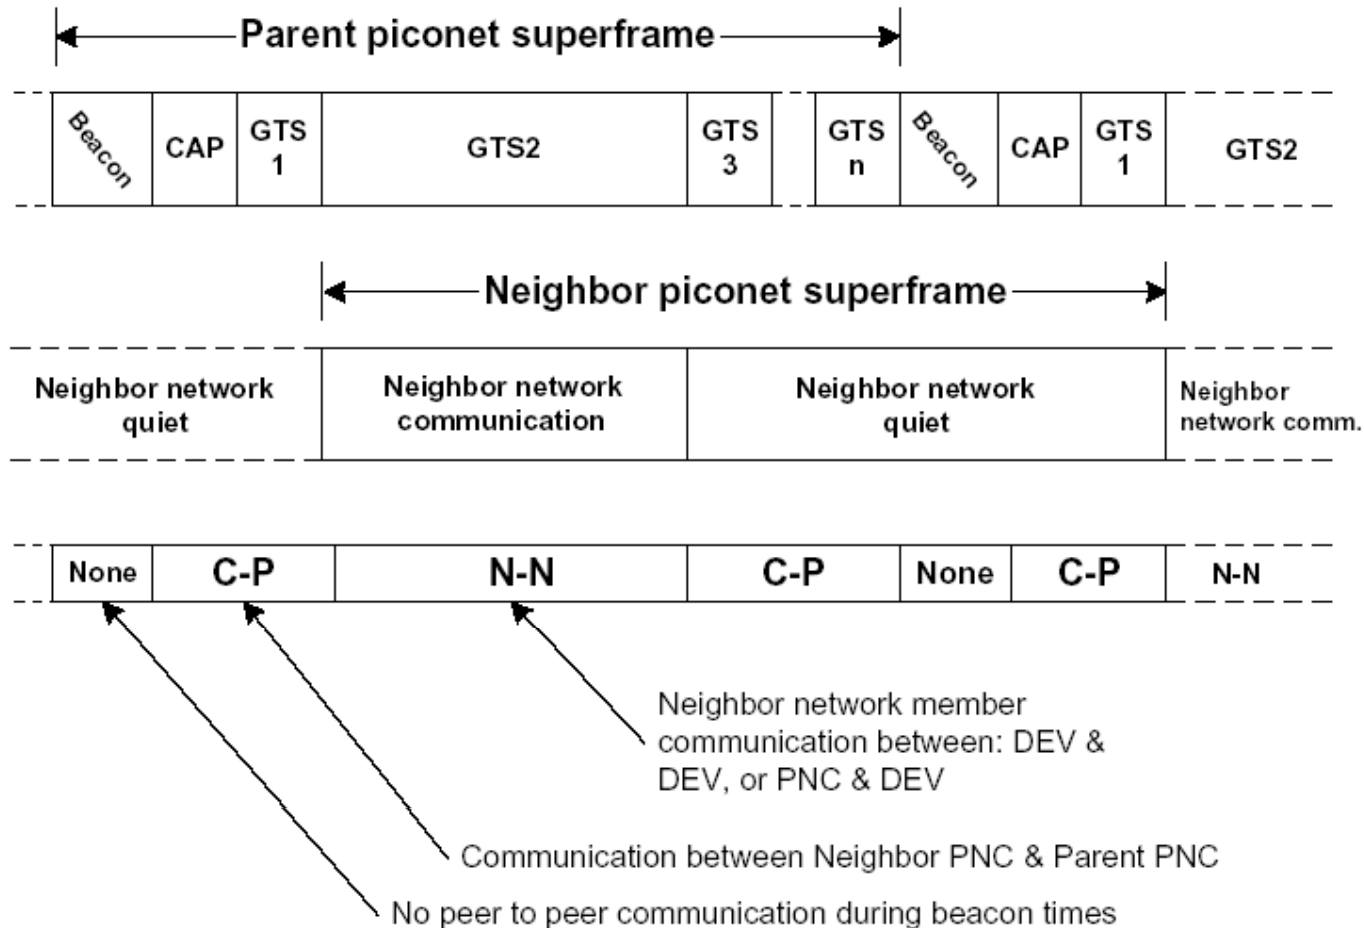 Parent piconet superframe
Beacon
CAP
GTS
1
GTS2
GTS
3
GTS
n
Beacon
CAP
GTS
1
GTS2
Neighbor piconet superframe
Neighbor network
quiet
Neighbor network
communication
Neighbor network
quiet
Neighbor
network comm.
None
C-P
N-N
C-P
None
C-P
N-N
Neighbor network member
communication between: DEV &
DEV, or PNC & DEV
Communication between Neighbor PNC & Parent PNC
No peer to peer communication during beacon times